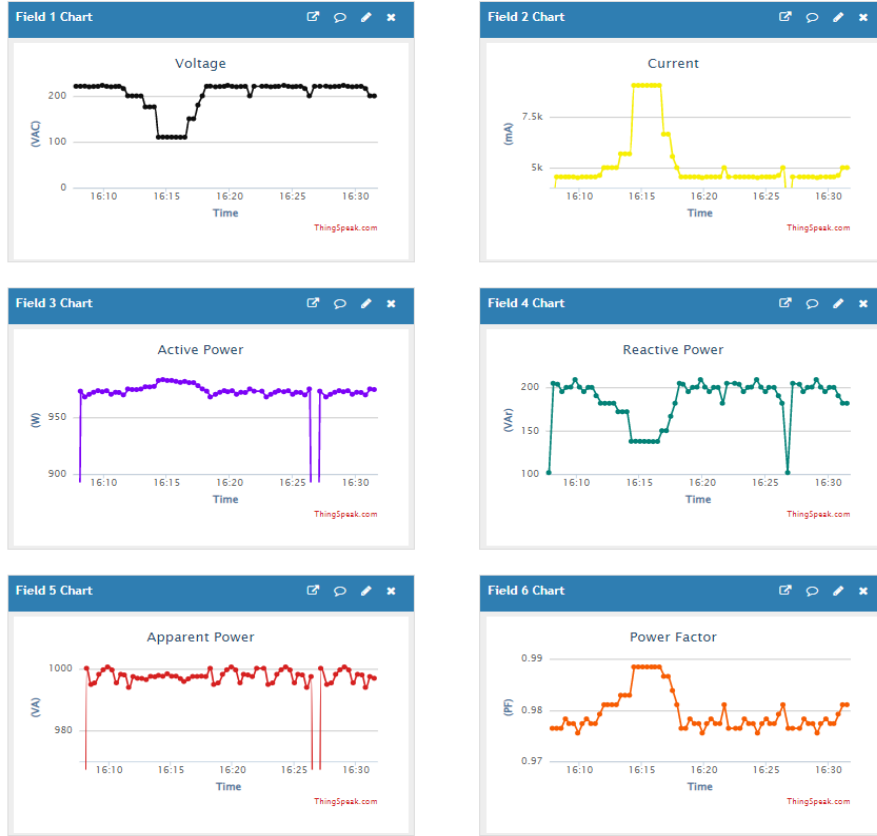 Field 1 Chart
Voltage
200
100
0
(VAC)
16:10 16:15 16:20 16:25 16:30
Time
ThingSpeak.com
Field 2 Chart
Current
7.5k
5k
(mA)
16:10 16:15 16:20 16:25 16:30
Time
ThingSpeak.com
Field 3 Chart
Active Power
950
900
(W)
16:10 16:15 16:20 16:25 16:30
Time
ThingSpeak.com
Field 4 Chart
Reactive Power
200
150
100
(VAr)
16:10 16:15 16:20 16:25 16:30
Time
ThingSpeak.com
Field 5 Chart
Apparent Power
1000
980
(VA)
16:10 16:15 16:20 16:25 16:30
Time
ThingSpeak.com
Field 6 Chart
Power Factor
0.99
0.98
0.97
(PF)
16:10 16:15 16:20 16:25 16:30
Time
ThingSpeak.com